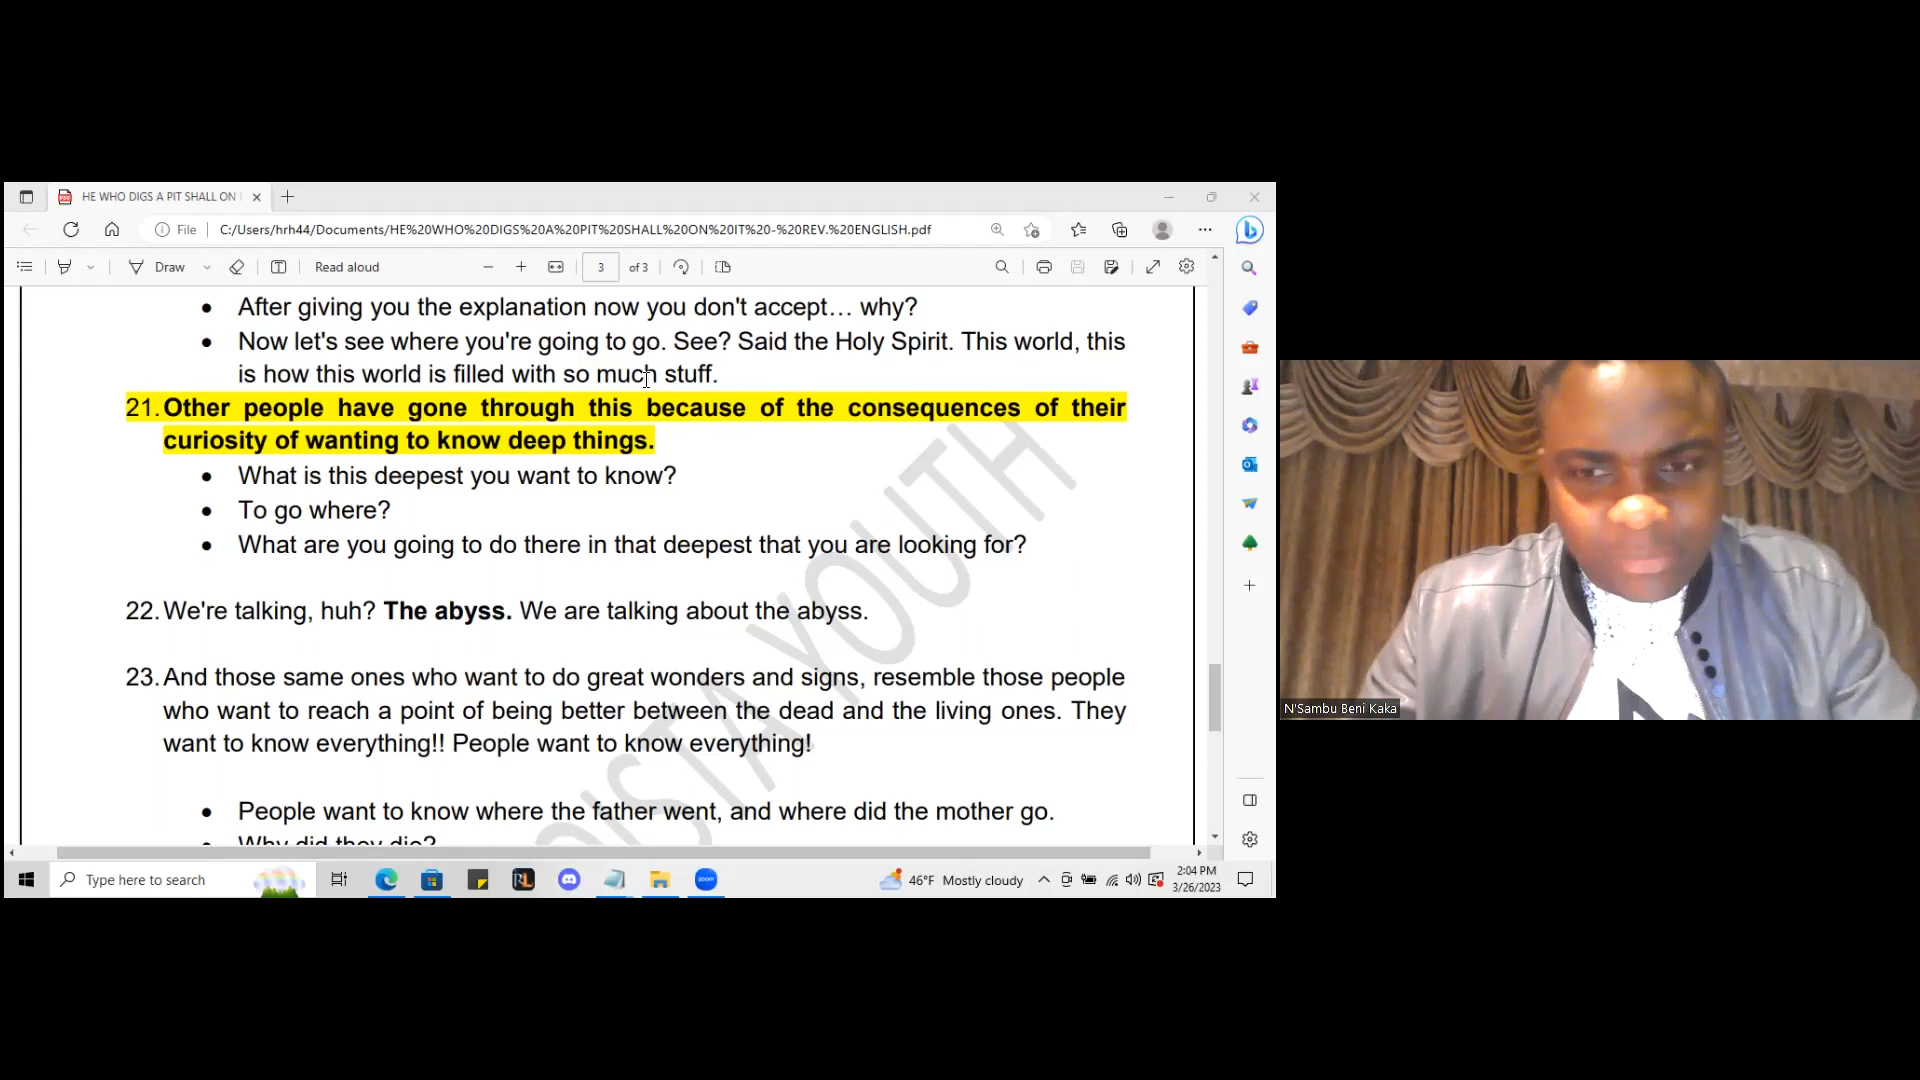 HE WHO DIGS A PIT SHALL ON
File
C:/Users/hrh44/Documents/HE%20WHO%20DIGS%20A%20PIT%20SHALL%20ON%20IT%20-%20REV.%20ENGLISH.pdf
Draw
Read aloud
3
of 3
• After giving you the explanation now you don't accept… why?
• Now let's see where you're going to go. See? Said the Holy Spirit. This world, this
is how this world is filled with so much stuff.
21. Other people have gone through this because of the consequences of their
curiosity of wanting to know deep things.
• What is this deepest you want to know?
• To go where?
• What are you going to do there in that deepest that you are looking for?
22. We're talking, huh? The abyss. We are talking about the abyss.
23. And those same ones who want to do great wonders and signs, resemble those people
who want to reach a point of being better between the dead and the living ones. They
want to know everything!! People want to know everything!
• People want to know where the father went, and where did the mother go.
• Why did they die?
YOUTH
N'Sambu Beni Kaka
Type here to search
46°F Mostly cloudy
2:04 PM
3/26/2023
zoom